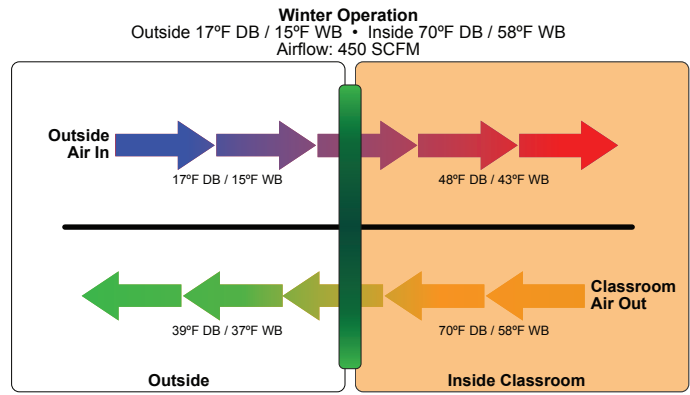 Winter Operation
Outside 17ºF DB / 15ºF WB • Inside 70ºF DB / 58ºF WB
Airflow: 450 SCFM
Outside
Air In
17ºF DB / 15ºF WB
48ºF DB / 43ºF WB
Classroom
Air Out
39ºF DB / 37ºF WB
70ºF DB / 58ºF WB
Outside
Inside Classroom